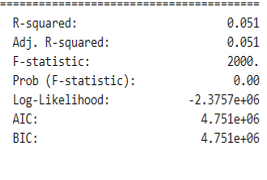 ==============================================
R-squared: 0.051
Adj. R-squared: 0.051
F-statistic: 2000.
Prob (F-statistic): 0.00
Log-Likelihood: -2.3757e+06
AIC: 4.751e+06
BIC: 4.751e+06